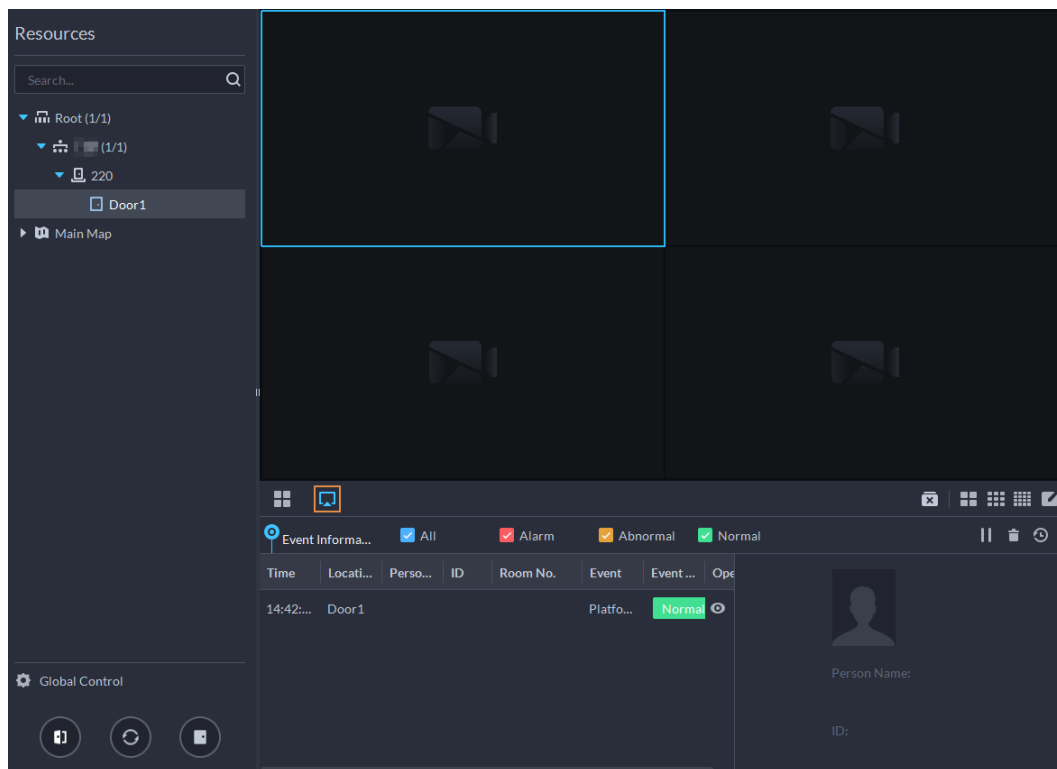 Resources
Search...
Root (1/1)
(1/1)
220
Door1
Main Map
Global Control
Event Informa... All Alarm Abnormal Normal
Time Locati... Perso... ID Room No. Event Event ... Ope
14:42:... Door1 Platfo... Normal
Person Name:
ID: